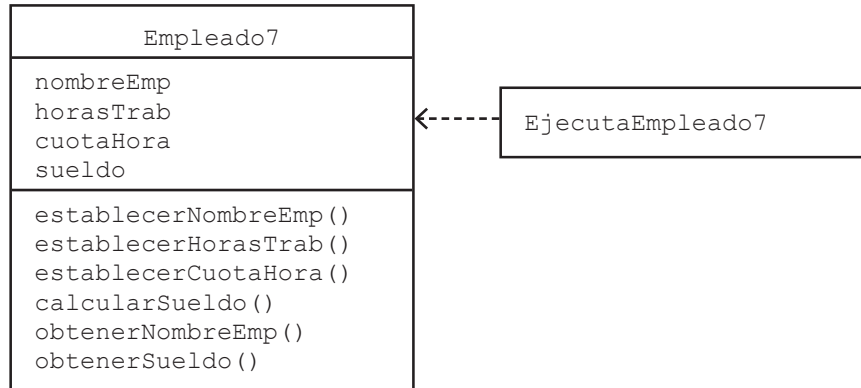 Empleado7
nombreEmp
horasTrab
cuotaHora
sueldo
establecerNombreEmp()
establecerHorasTrab()
establecerCuotaHora()
calcularSueldo()
obtenerNombreEmp()
obtenerSueldo()
EjecutaEmpleado7